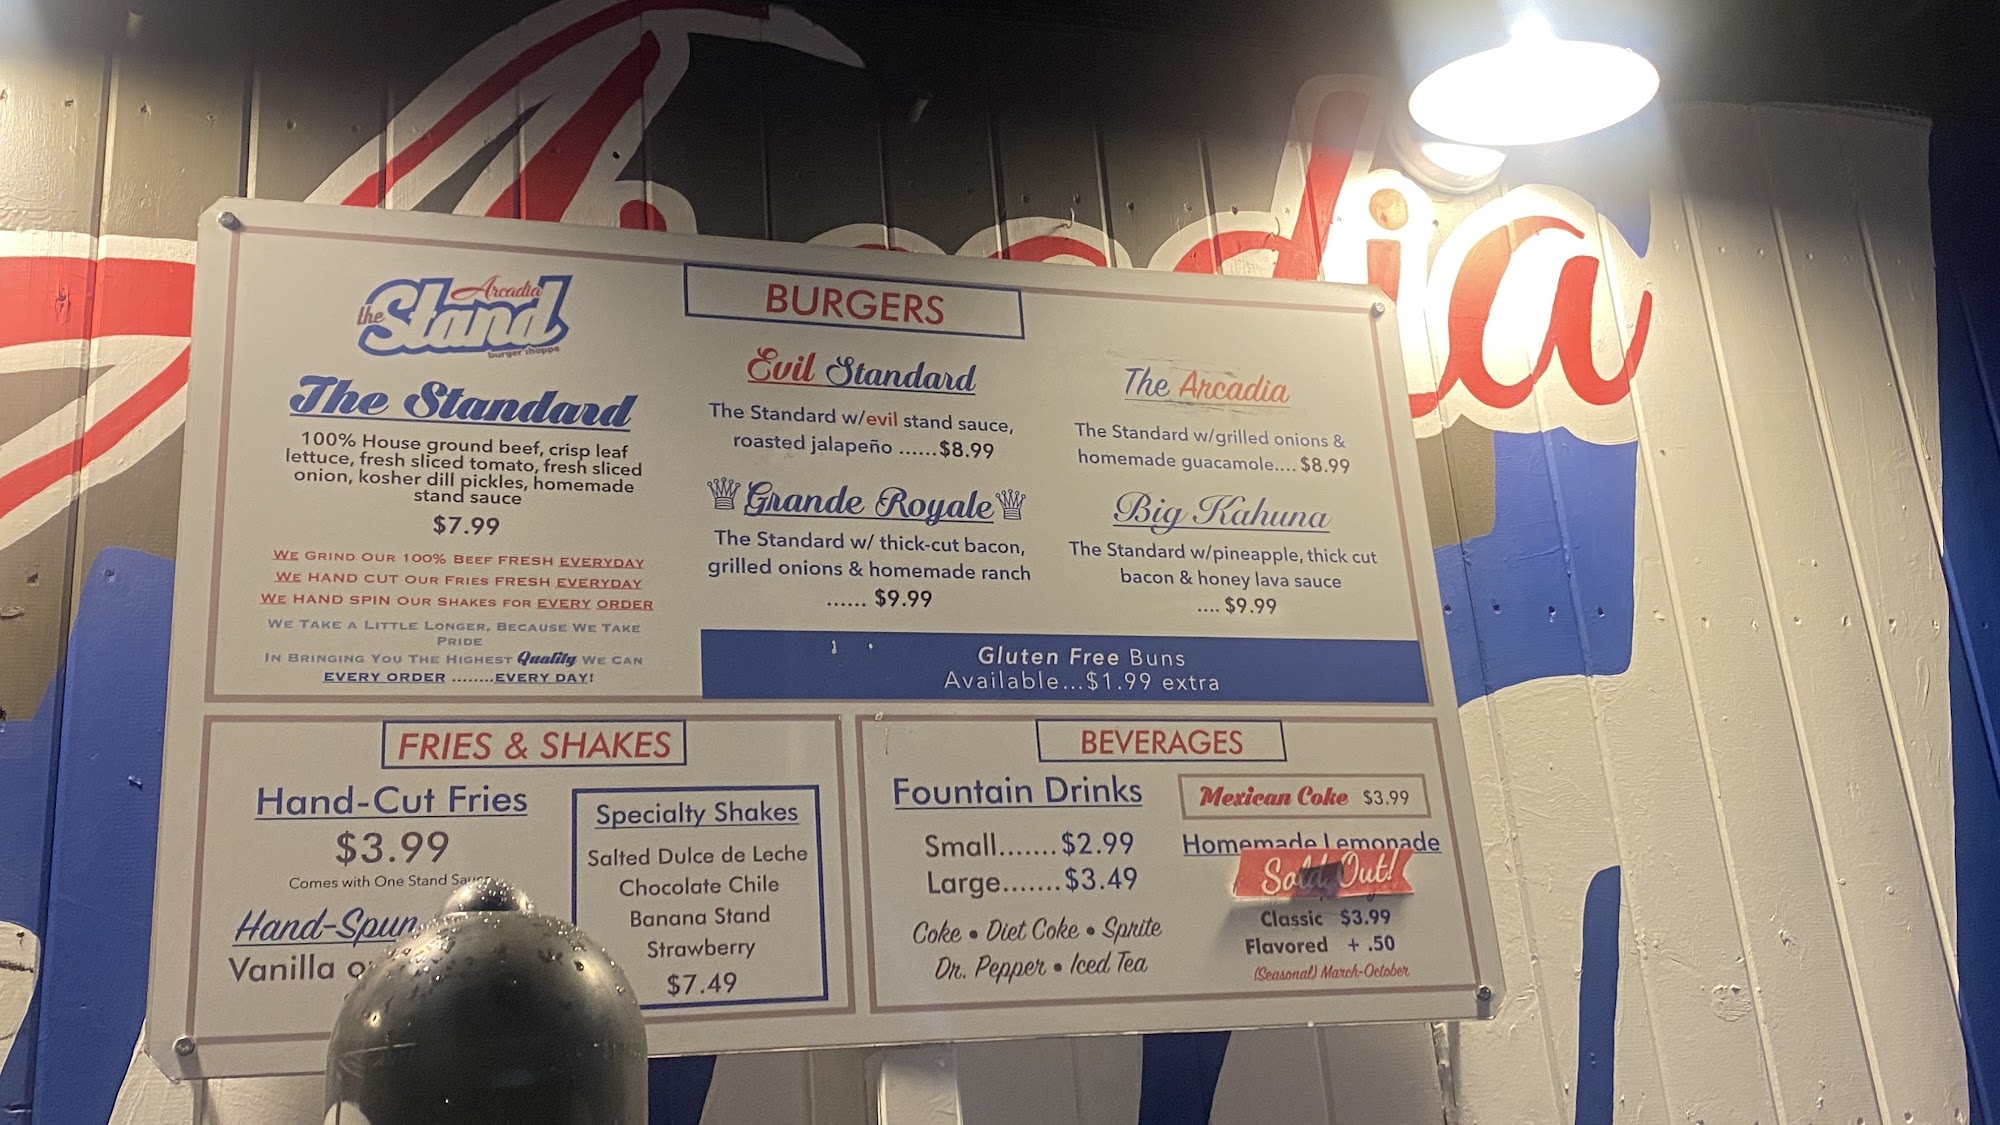 Arcadia
the Stand
burger shoppe
The Standard
100% House ground beef, crisp leaf
lettuce, fresh sliced tomato, fresh sliced
onion, kosher dill pickles, homemade
stand sauce
$7.99
WE GRIND OUR 100% BEEF FRESH EVERYDAY
WE HAND CUT OUR FRIES FRESH EVERYDAY
WE HAND SPIN OUR SHAKES FOR EVERY ORDER
WE TAKE A LITTLE LONGER, BECAUSE WE TAKE
PRIDE
IN BRINGING YOU THE HIGHEST Quality WE CAN
EVERY ORDER ........EVERY DAY!
BURGERS
Evil Standard
The Standard w/evil stand sauce,
roasted jalapeño ......$8.99
Grande Royale
The Standard w/ thick-cut bacon,
grilled onions & homemade ranch
...... $9.99
The Arcadia
The Standard w/grilled onions &
homemade guacamole.... $8.99
Big Kahuna
The Standard w/pineapple, thick cut
bacon & honey lava sauce
.... $9.99
Gluten Free Buns
Available...$1.99 extra
FRIES & SHAKES
Hand-Cut Fries
$3.99
Comes with One Stand Sauce
Hand-Spun
Vanilla
Specialty Shakes
Salted Dulce de Leche
Chocolate Chile
Banana Stand
Strawberry
$7.49
BEVERAGES
Fountain Drinks
Small.......$2.99
Large.......$3.49
Coke • Diet Coke • Sprite
Dr. Pepper • Iced Tea
Mexican Coke $3.99
Homemade Lemonade
Sold Out!
Classic $3.99
Flavored + .50
(Seasonal) March-October
Arcadia